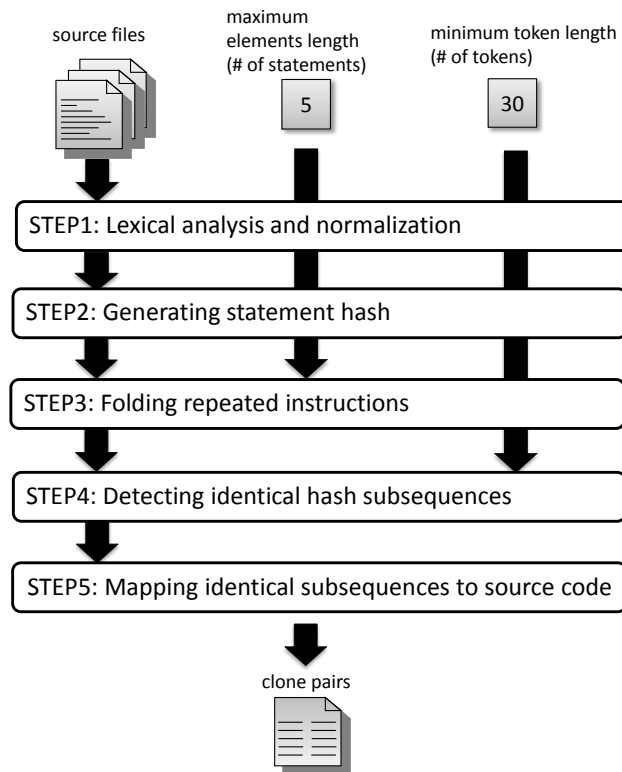 source files
maximum
elements length
(# of statements)
minimum token length
(# of tokens)
5
30
STEP1: Lexical analysis and normalization
STEP2: Generating statement hash
STEP3: Folding repeated instructions
STEP4: Detecting identical hash subsequences
STEP5: Mapping identical subsequences to source code
clone pairs